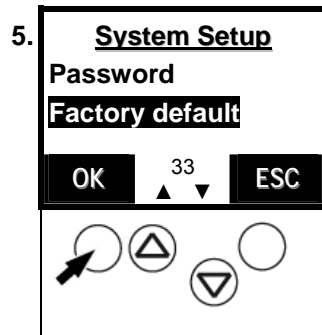 5.
System Setup
Password
Factory default
33
OK ▲ ▼ ESC